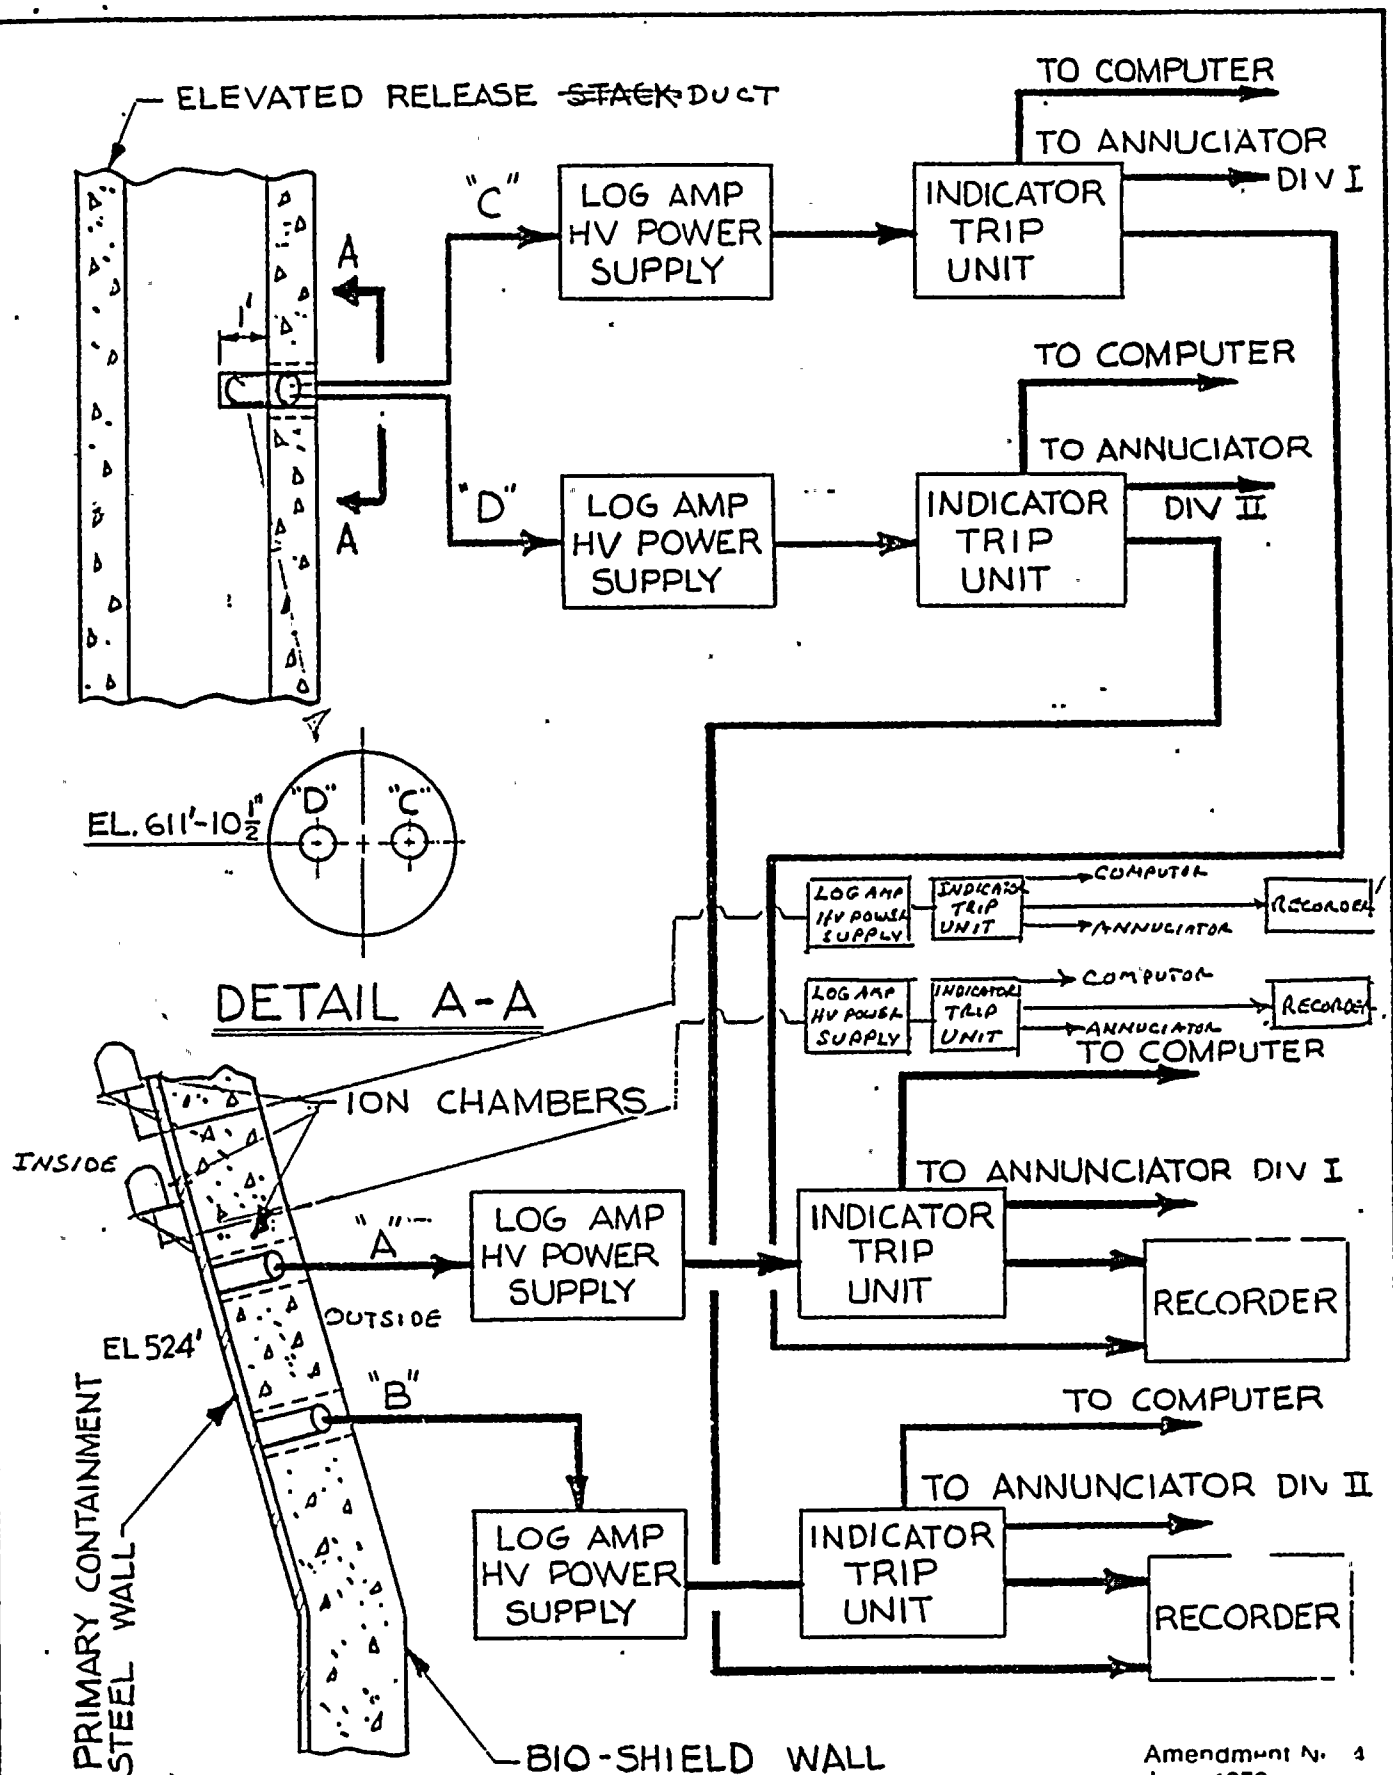 ELEVATED RELEASE STACK DUCT
TO COMPUTER
TO ANNUCIATOR
DIV I
"C"
LOG AMP
HV POWER
SUPPLY
INDICATOR
TRIP
UNIT
A
1'
TO COMPUTER
TO ANNUCIATOR
DIV II
"D"
LOG AMP
HV POWER
SUPPLY
INDICATOR
TRIP
UNIT
A
EL. 611'-10 1/2"
"D"
"C"
DETAIL A-A
LOG AMP
HV POWER
SUPPLY
INDICATOR
TRIP
UNIT
COMPUTOR
ANNUCIATOR
RECORDER
LOG AMP
HV POWER
SUPPLY
INDICATOR
TRIP
UNIT
COMPUTOR
ANNUCIATOR
RECORDER
TO COMPUTER
ION CHAMBERS
INSIDE
TO ANNUNCIATOR DIV I
"A"
LOG AMP
HV POWER
SUPPLY
INDICATOR
TRIP
UNIT
RECORDER
OUTSIDE
EL 524'
"B"
TO COMPUTER
TO ANNUNCIATOR DIV II
LOG AMP
HV POWER
SUPPLY
INDICATOR
TRIP
UNIT
RECORDER
PRIMARY CONTAINMENT
STEEL WALL
BIO-SHIELD WALL
Amendment